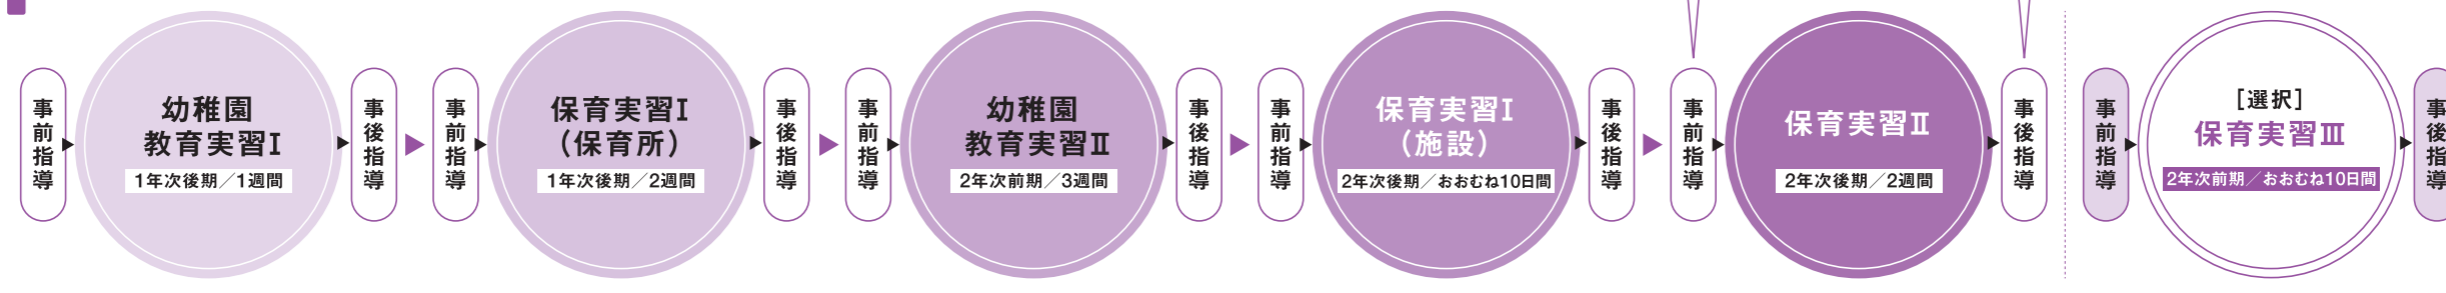 事前指導
幼稚園
教育実習Ⅰ
1年次後期／1週間
事後指導
事前指導
保育実習Ⅰ
（保育所）
1年次後期／2週間
事後指導
事前指導
幼稚園
教育実習Ⅱ
2年次前期／3週間
事後指導
事前指導
保育実習Ⅰ
（施設）
2年次後期／おおむね10日間
事後指導
事前指導
保育実習Ⅱ
2年次後期／2週間
事後指導
事前指導
［選択］
保育実習Ⅲ
2年次前期／おおむね10日間
事後指導